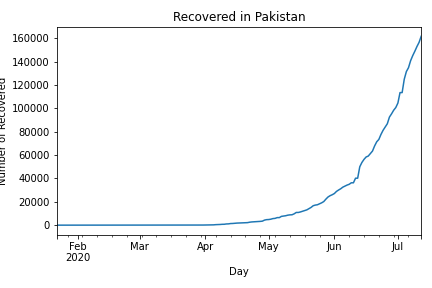 Recovered in Pakistan
160000
140000
120000
100000
80000
60000
40000
20000
0
Number of Recovered
Feb
2020
Mar
Apr
May
Jun
Jul
Day